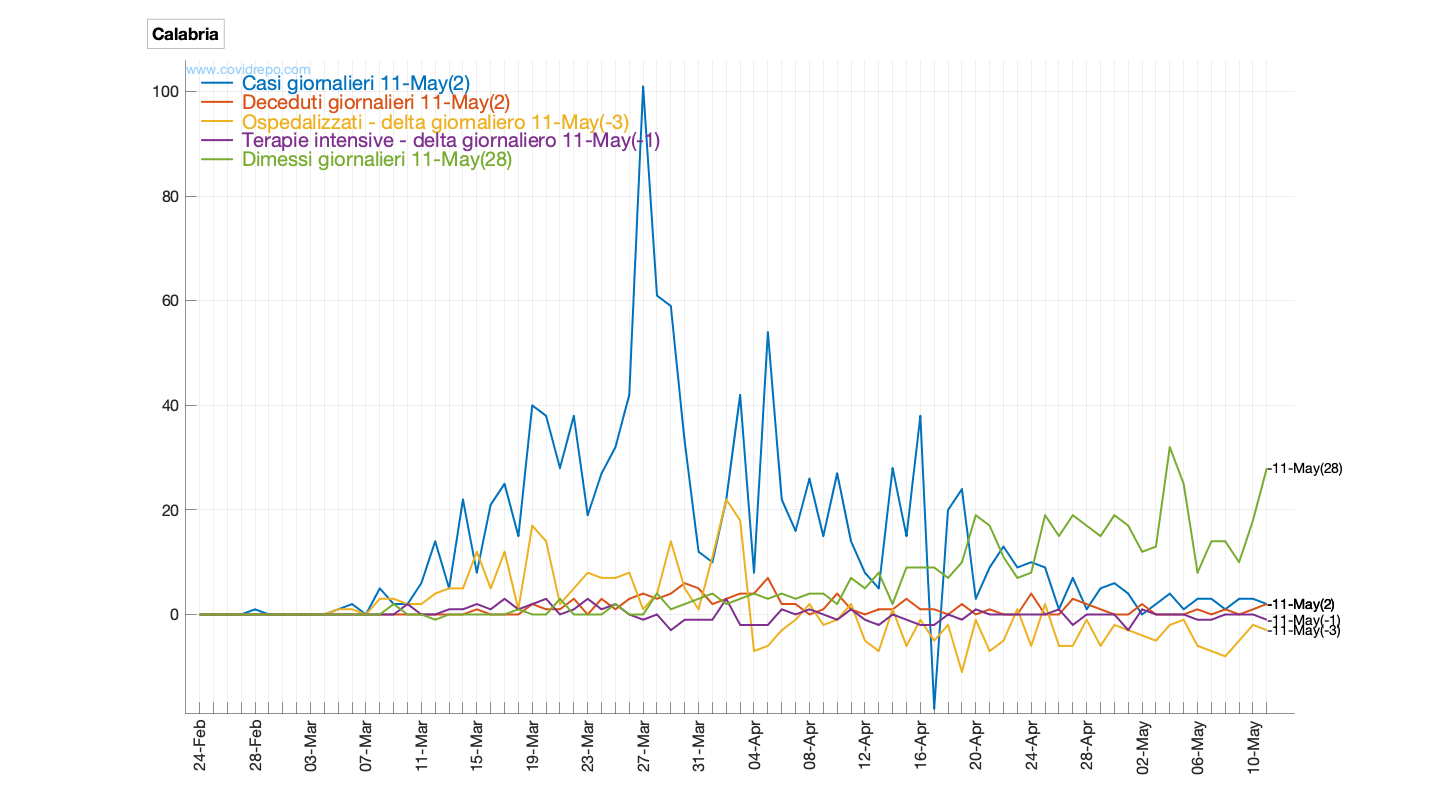 Calabria
www.covidrepo.com
Casi giornalieri 11-May(2)
Deceduti giornalieri 11-May(2)
Ospedalizzati - delta giornaliero 11-May(-3)
Terapie intensive - delta giornaliero 11-May(-1)
Dimessi giornalieri 11-May(28)
100
80
60
40
20
0
-11-May(28)
-11-May(2)
-11-May(-1)
-11-May(-3)
24-Feb
28-Feb
03-Mar
07-Mar
11-Mar
15-Mar
19-Mar
23-Mar
27-Mar
31-Mar
04-Apr
08-Apr
12-Apr
16-Apr
20-Apr
24-Apr
28-Apr
02-May
06-May
10-May